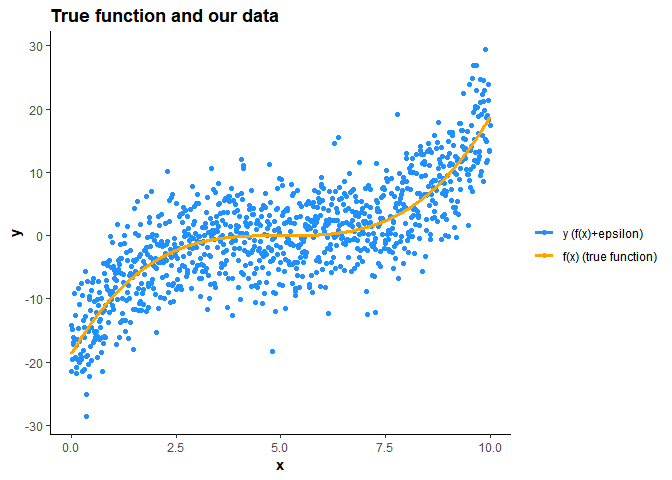 True function and our data
30
20
10
0
-10
-20
-30
y
0.0 2.5 5.0 7.5 10.0
x
y (f(x)+epsilon)
f(x) (true function)